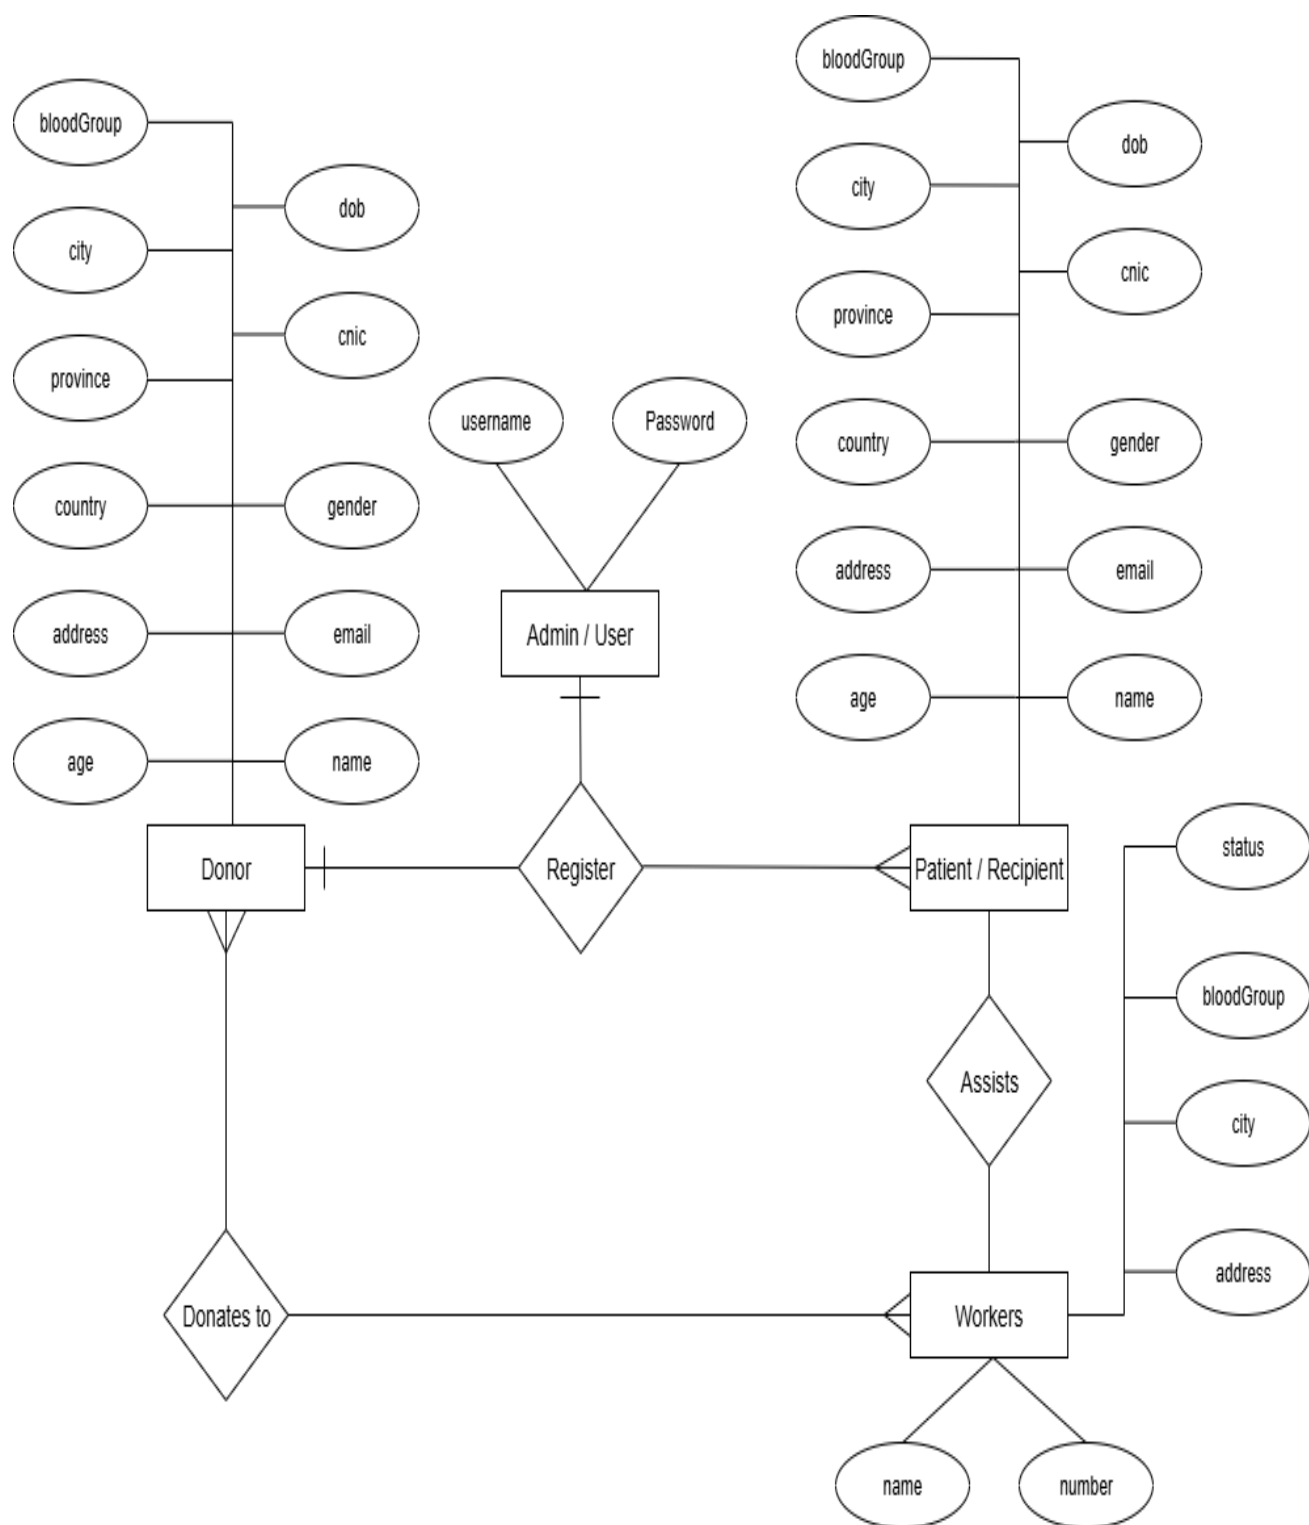 bloodGroup
dob
city
cnic
province
country
gender
address
email
age
name
username
Password
Admin / User
bloodGroup
dob
city
cnic
province
country
gender
address
email
age
name
Donor
Register
Patient / Recipient
status
bloodGroup
Assists
city
address
Donates to
Workers
name
number